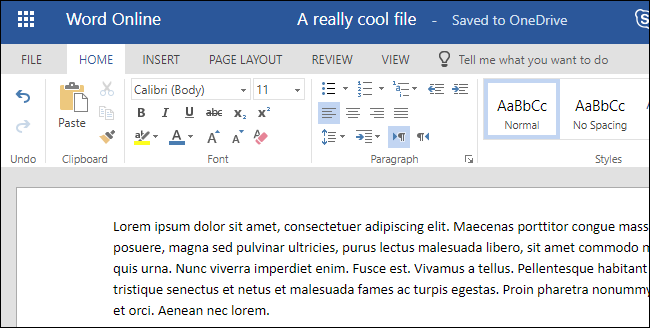 Word Online A really cool file - Saved to OneDrive
FILE HOME INSERT PAGE LAYOUT REVIEW VIEW Tell me what you want to do
Calibri (Body) 11
Paste
B I U abc x₂ x²
AaBbCc AaBbCc
Normal No Spacing
Undo Clipboard Font Paragraph Styles
Lorem ipsum dolor sit amet, consectetuer adipiscing elit. Maecenas porttitor congue mass
posuere, magna sed pulvinar ultricies, purus lectus malesuada libero, sit amet commodo m
quis urna. Nunc viverra imperdiet enim. Fusce est. Vivamus a tellus. Pellentesque habitant
tristique senectus et netus et malesuada fames ac turpis egestas. Proin pharetra nonummy
et orci. Aenean nec lorem.